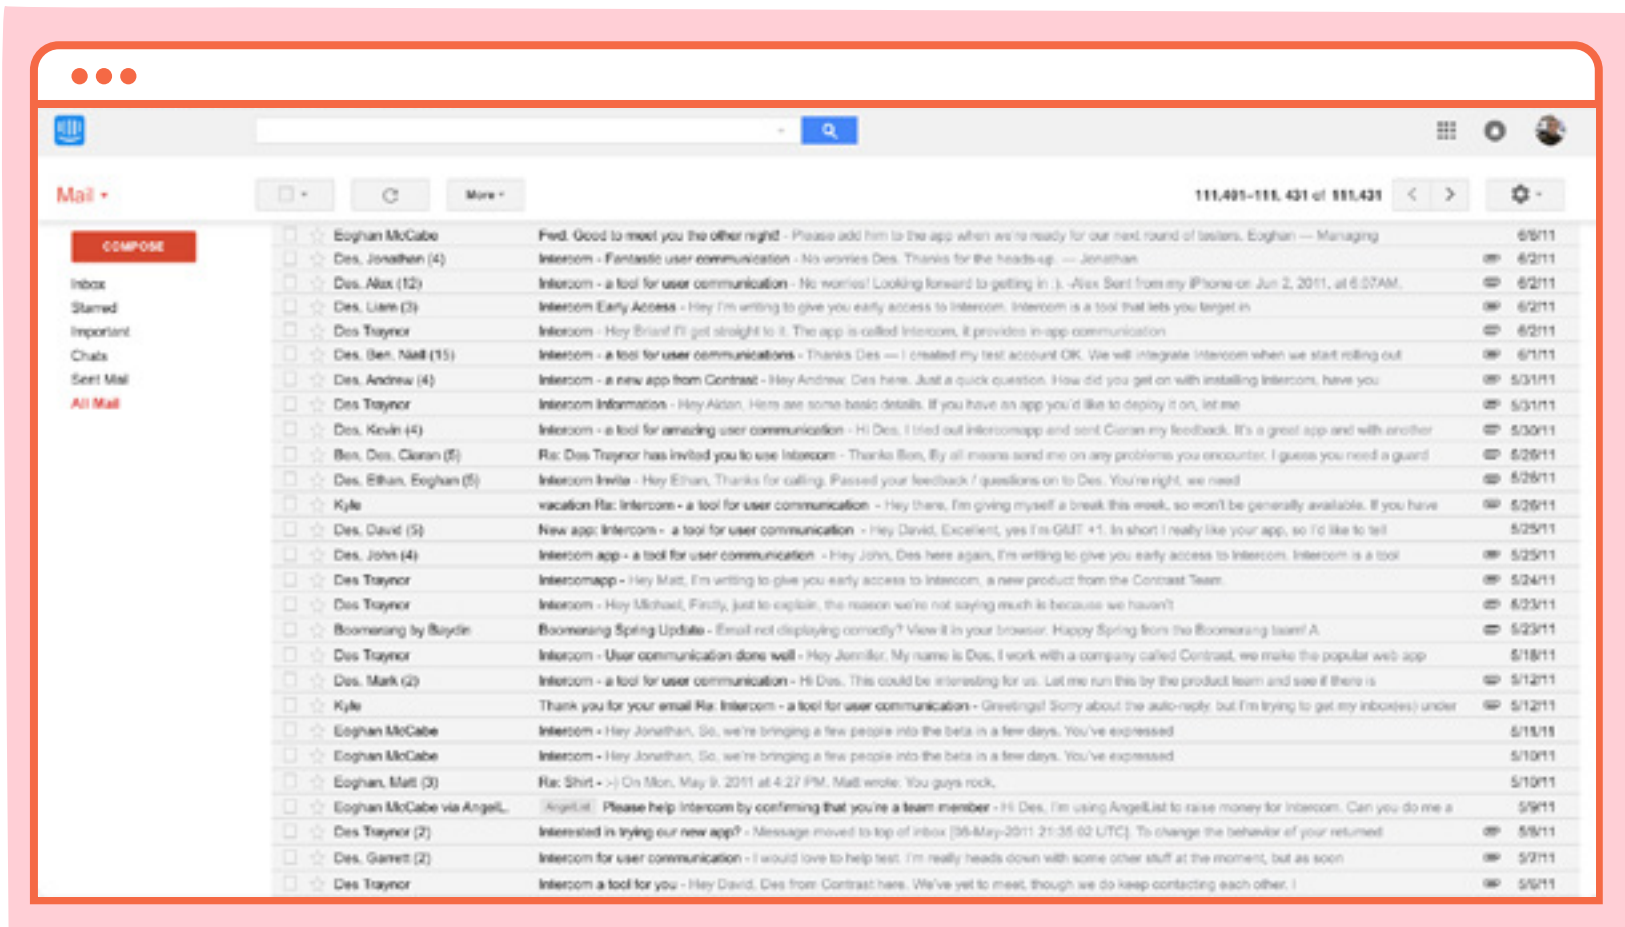 Mail
More
111,401–111, 431 of 111,431
COMPOSE
Inbox
Starred
Important
Chats
Sent Mail
All Mail
Eoghan McCabe Fwd: Good to meet you the other night! - Please add him to the app when we're ready for our next round of testers, Eoghan — Managing 6/6/11
Des, Jonathan (4) Intercom - Fantastic user communication - No worries Des. Thanks for the heads-up. — Jonathan 6/2/11
Des, Alex (12) Intercom - a tool for user communication - No worries! Looking forward to getting in :). -Alex Sent from my iPhone on Jun 2, 2011, at 6:07AM, 6/2/11
Des, Liam (3) Intercom Early Access - Hey I'm writing to give you early access to Intercom. Intercom is a tool that lets you target in 6/2/11
Des Traynor Intercom - Hey Brian! I'll get straight to it. The app is called Intercom, it provides in-app communication 6/2/11
Des, Ben, Niall (15) Intercom - a tool for user communications - Thanks Des — I created my test account OK. We will integrate Intercom when we start rolling out 6/1/11
Des, Andrew (4) Intercom - a new app from Contrast - Hey Andrew, Des here. Just a quick question. How did you get on with installing Intercom, have you 5/31/11
Des Traynor Intercom Information - Hey Aidan, Here are some basic details. If you have an app you'd like to deploy it on, let me 5/31/11
Des, Kevin (4) Intercom - a tool for amazing user communication - Hi Des, I tried out intercomapp and sent Ciaran my feedback. It's a great app and with another 5/30/11
Ben, Des, Ciaran (5) Re: Des Traynor has invited you to use Intercom - Thanks Ben, By all means send me on any problems you encounter. I guess you need a guard 5/26/11
Des, Ethan, Eoghan (5) Intercom Invite - Hey Ethan, Thanks for calling. Passed your feedback / questions on to Des. You're right, we need 5/26/11
Kyle vacation Re: Intercom - a tool for user communication - Hey there, I'm giving myself a break this week, so won't be generally available. If you have 5/26/11
Des, David (5) New app: Intercom - a tool for user communication - Hey David, Excellent, yes I'm GMT +1. In short I really like your app, so I'd like to tell 5/25/11
Des, John (4) Intercom app - a tool for user communication - Hey John, Des here again, I'm writing to give you early access to Intercom. Intercom is a tool 5/25/11
Des Traynor Intercomapp - Hey Matt, I'm writing to give you early access to Intercom, a new product from the Contrast Team. 5/24/11
Des Traynor Intercom - Hey Michael, Firstly, just to explain, the reason we're not saying much is because we haven't 5/23/11
Boomerang by Baydin Boomerang Spring Update - Email not displaying correctly? View it in your browser. Happy Spring from the Boomerang team! A 5/23/11
Des Traynor Intercom - User communication done well - Hey Jennifer, My name is Des, I work with a company called Contrast, we make the popular web app 5/18/11
Des, Mark (2) Intercom - a tool for user communication - Hi Des, This could be interesting for us. Let me run this by the product team and see if there is 5/12/11
Kyle Thank you for your email Re: Intercom - a tool for user communication - Greetings! Sorry about the auto-reply, but I'm trying to get my inbox(es) under 5/12/11
Eoghan McCabe Intercom - Hey Jonathan, So, we're bringing a few people into the beta in a few days. You've expressed 5/11/11
Eoghan McCabe Intercom - Hey Jonathan, So, we're bringing a few people into the beta in a few days. You've expressed 5/10/11
Eoghan, Matt (3) Re: Shirt - :-) On Mon, May 9, 2011 at 4:27 PM, Matt wrote: You guys rock, 5/10/11
Eoghan McCabe via AngelL. AngelList Please help Intercom by confirming that you're a team member - Hi Des, I'm using AngelList to raise money for Intercom. Can you do me a 5/9/11
Des Traynor (2) Interested in trying our new app? - Message moved to top of inbox [06-May-2011 21:35:02 UTC]. To change the behavior of your returned 5/8/11
Des, Garrett (2) Intercom for user communication - I would love to help test. I'm really heads down with some other stuff at the moment, but as soon 5/7/11
Des Traynor Intercom a tool for you - Hey David, Des from Contrast here. We've yet to meet, though we do keep contacting each other. I 5/6/11